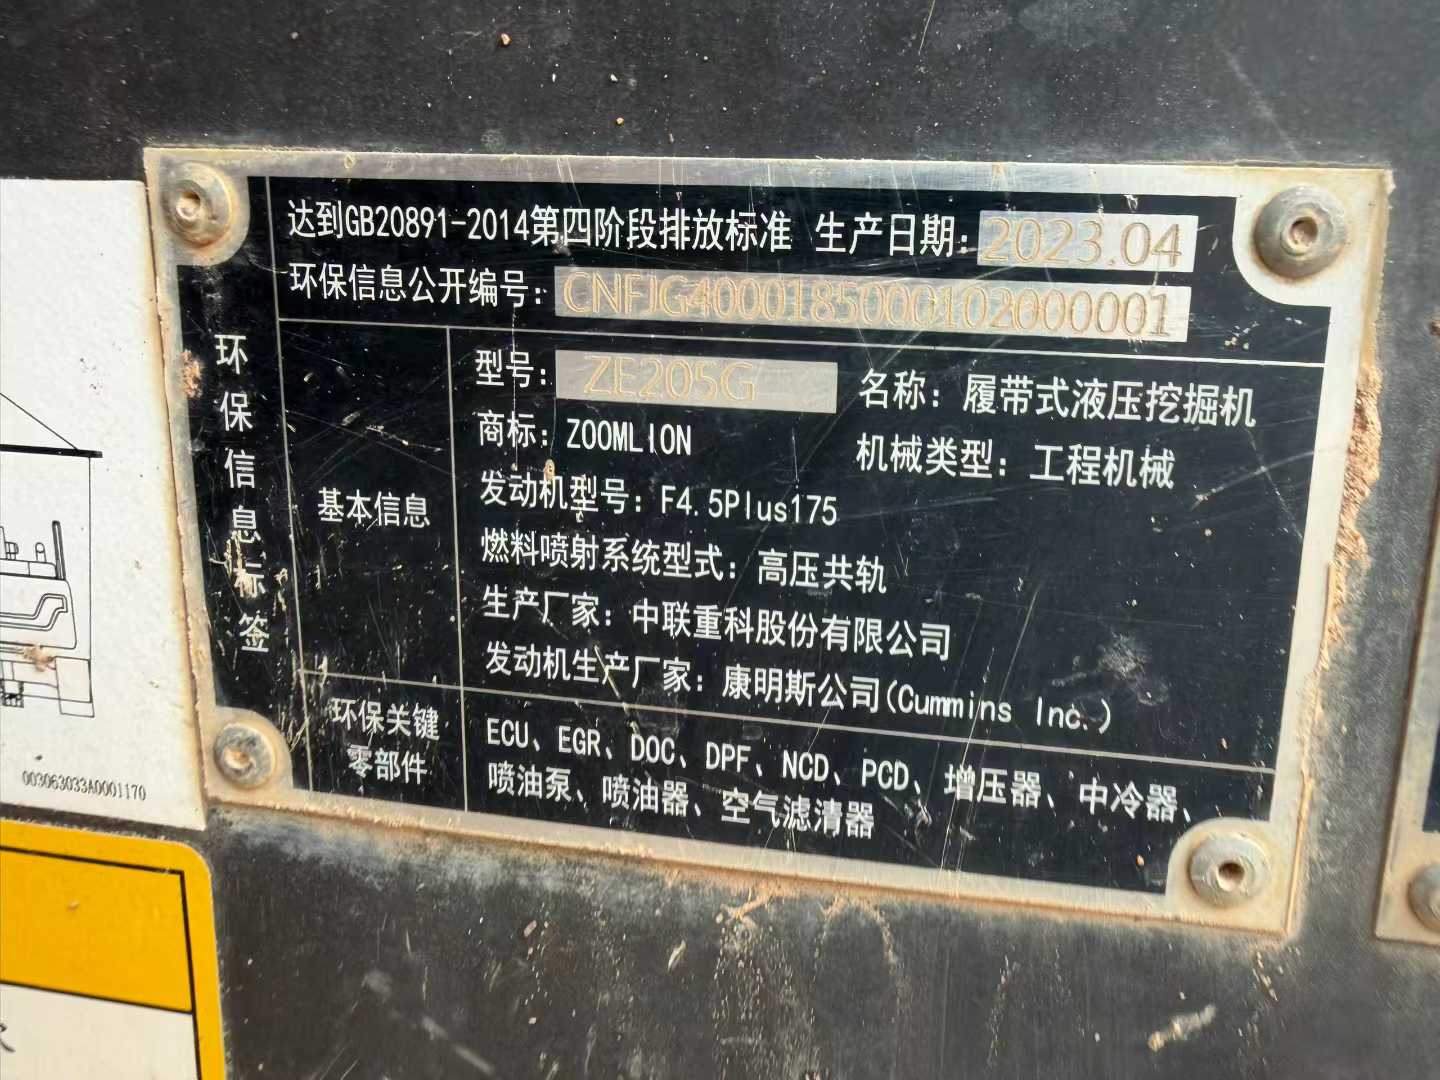 达到GB20891-2014第四阶段排放标准 生产日期:2023.04
环保信息公开编号:CNFJG4000185000102000001
环保信息标签
基本信息
型号:ZE205G 名称:履带式液压挖掘机
商标:ZOOMLION 机械类型:工程机械
发动机型号:F4.5Plus175
燃料喷射系统型式:高压共轨
生产厂家:中联重科股份有限公司
发动机生产厂家:康明斯公司(Cummins Inc.)
环保关键
零部件
ECU、EGR、DOC、DPF、NCD、PCD、增压器、中冷器、
喷油泵、喷油器、空气滤清器
003063033A0001170